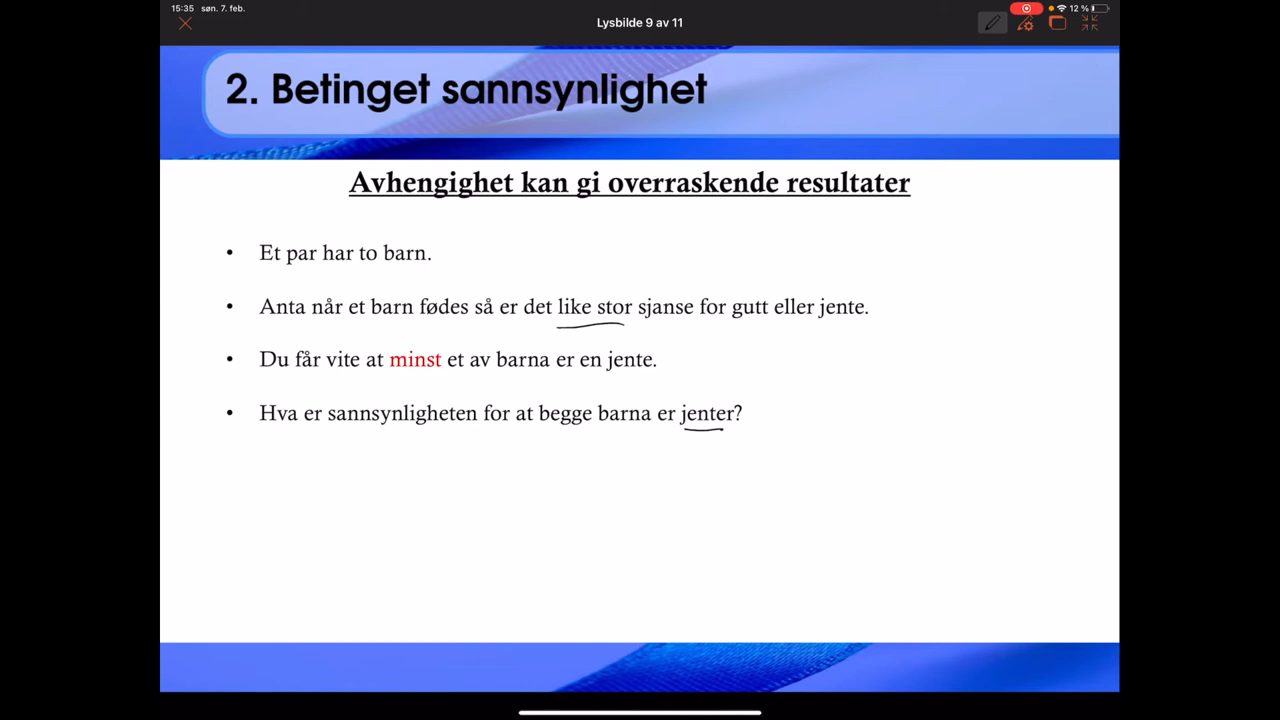 15:35 søn. 7. feb.
12 %
Lysbilde 9 av 11
2. Betinget sannsynlighet
Avhengighet kan gi overraskende resultater
• Et par har to barn.
• Anta når et barn fødes så er det like stor sjanse for gutt eller jente.
• Du får vite at minst et av barna er en jente.
• Hva er sannsynligheten for at begge barna er jenter?